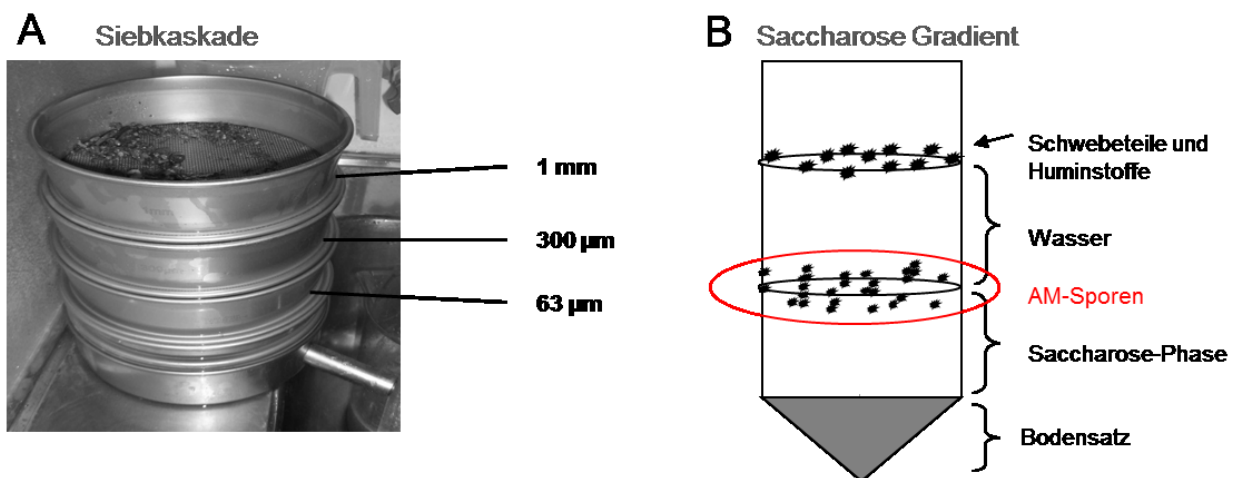 A Siebkaskade
1 mm
300 µm
63 µm
B Saccharose Gradient
Schwebeteile und
Huminstoffe
Wasser
AM-Sporen
Saccharose-Phase
Bodensatz